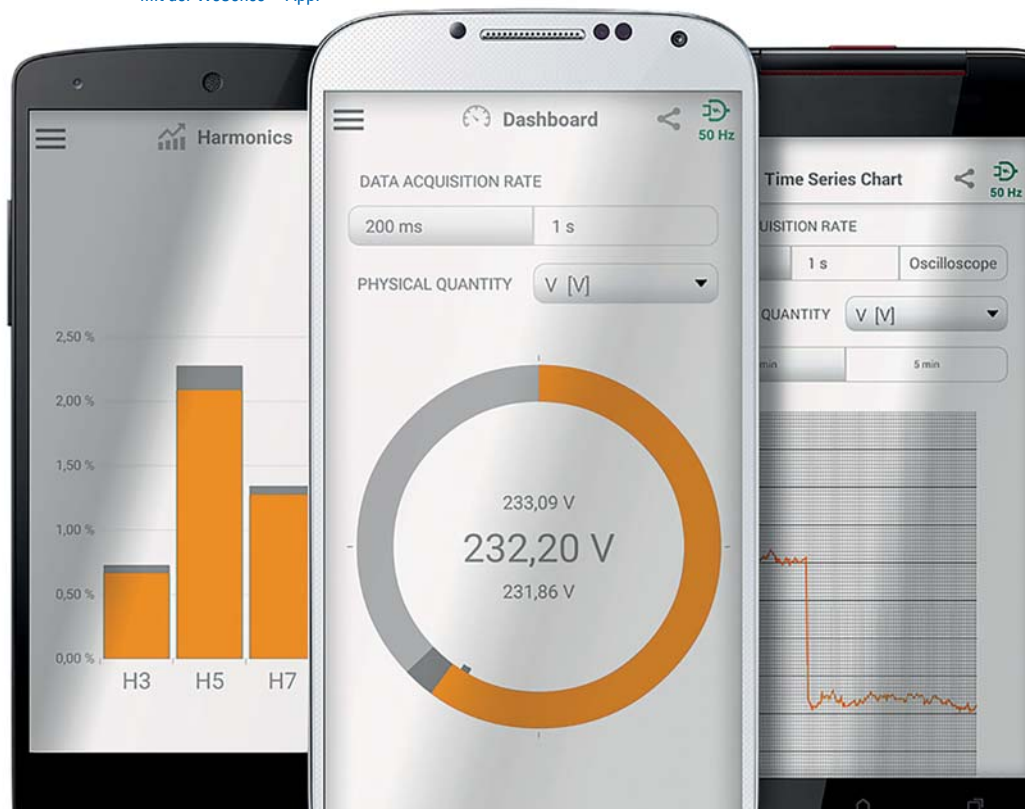 Harmonics
2,50 %
2,00 %
1,50 %
1,00 %
0,50 %
0,00 %
H3 H5 H7
Dashboard
50 Hz
DATA ACQUISITION RATE
200 ms 1 s
PHYSICAL QUANTITY V [V]
233,09 V
232,20 V
231,86 V
Time Series Chart
50 Hz
UISITION RATE
1 s Oscilloscope
QUANTITY V [V]
min 5 min